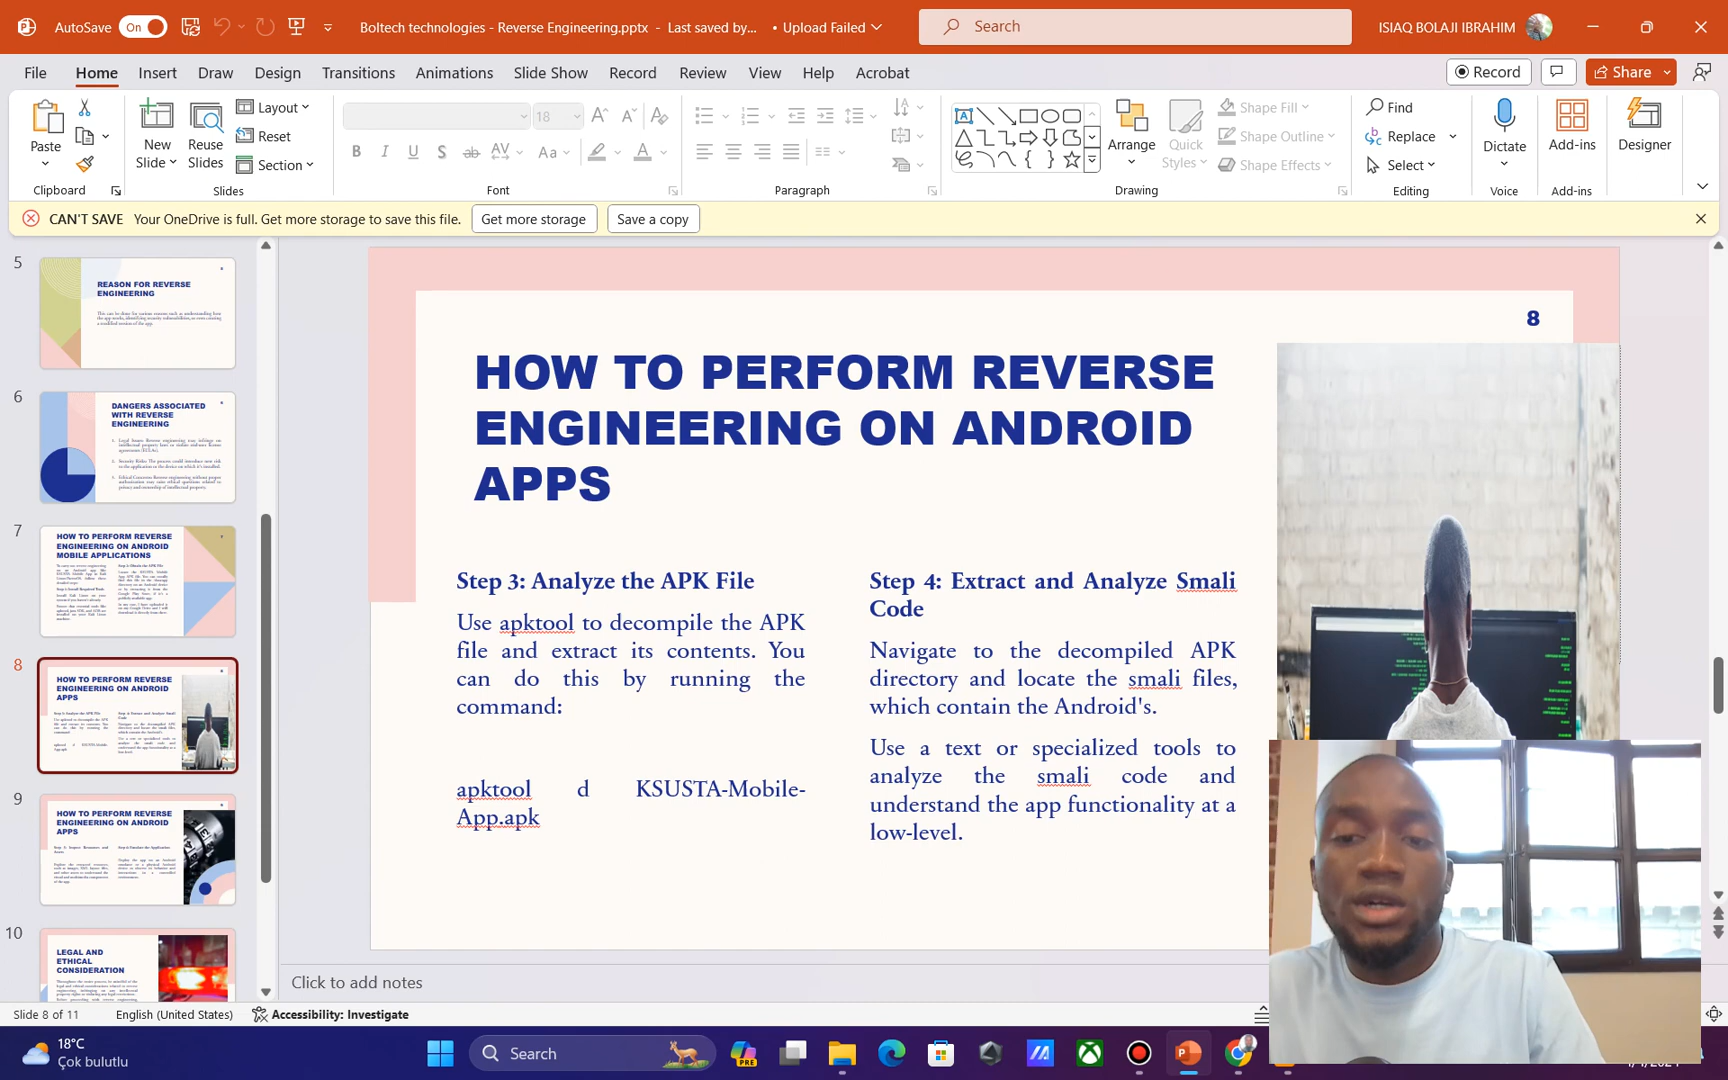 AutoSave On
Boltech technologies - Reverse Engineering.pptx - Last saved by... • Upload Failed
Search
ISIAQ BOLAJI IBRAHIM
File Home Insert Draw Design Transitions Animations Slide Show Record Review View Help Acrobat
Record
Share
Paste
New
Slide
Reuse
Slides
Layout
Reset
Section
18
Arrange
Quick
Styles
Shape Fill
Shape Outline
Shape Effects
Find
Replace
Select
Dictate
Add-ins
Designer
Clipboard
Slides
Font
Paragraph
Drawing
Editing
Voice
Add-ins
CAN'T SAVE Your OneDrive is full. Get more storage to save this file. Get more storage Save a copy
5
REASON FOR REVERSE
ENGINEERING
6
DANGERS ASSOCIATED
WITH REVERSE
ENGINEERING
7
HOW TO PERFORM REVERSE
ENGINEERING ON ANDROID
MOBILE APPLICATIONS
8
HOW TO PERFORM REVERSE
ENGINEERING ON ANDROID
APPS
9
HOW TO PERFORM REVERSE
ENGINEERING ON ANDROID
APPS
10
LEGAL AND
ETHICAL
CONSIDERATION
8
HOW TO PERFORM REVERSE
ENGINEERING ON ANDROID
APPS
Step 3: Analyze the APK File
Use apktool to decompile the APK
file and extract its contents. You
can do this by running the
command:
apktool d KSUSTA-Mobile-
App.apk
Step 4: Extract and Analyze Smali
Code
Navigate to the decompiled APK
directory and locate the smali files,
which contain the Android's.
Use a text or specialized tools to
analyze the smali code and
understand the app functionality at a
low-level.
Click to add notes
Slide 8 of 11
English (United States)
Accessibility: Investigate
18°C
Çok bulutlu
Search
PRE